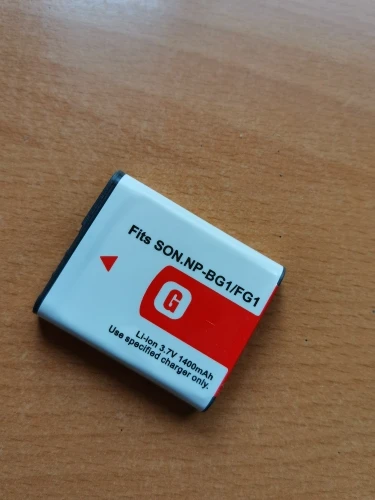 Fits SON.NP-BG1/FG1
G
Li-ion 3.7V 1400mAh
Use specified charger only.